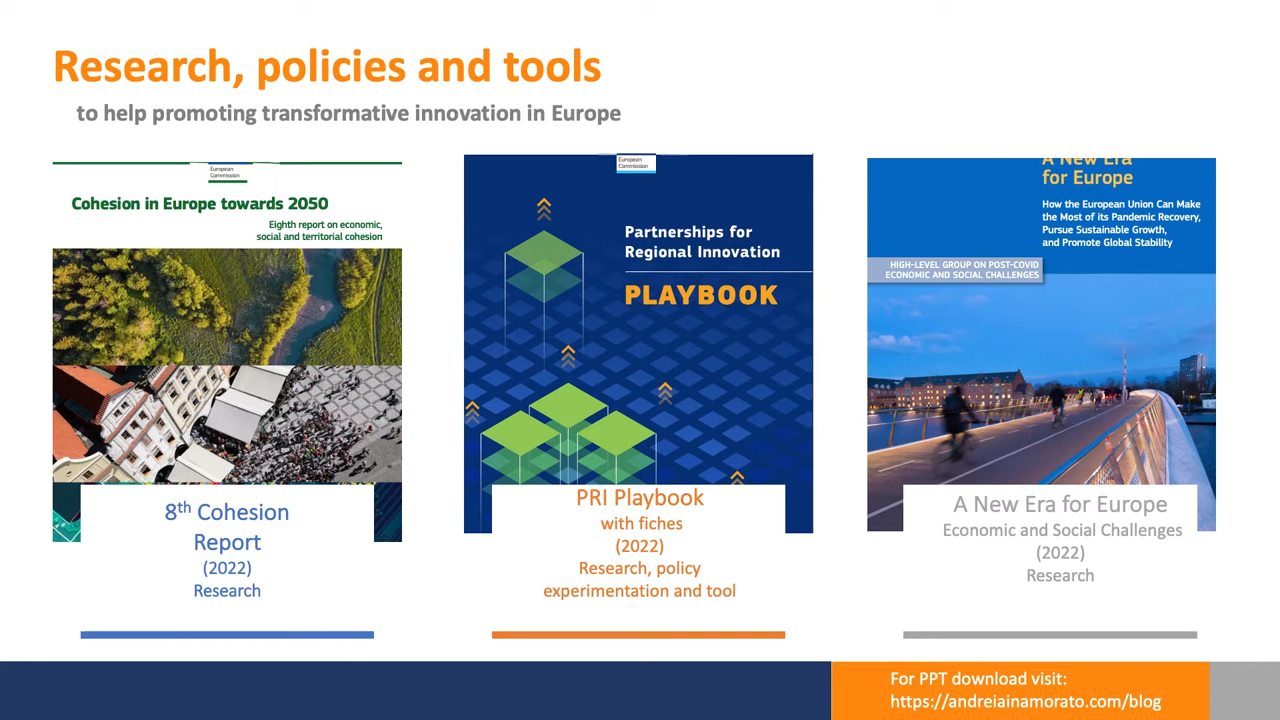 Research, policies and tools
to help promoting transformative innovation in Europe
European
Commission
Cohesion in Europe towards 2050
Eighth report on economic,
social and territorial cohesion
8th Cohesion
Report
(2022)
Research
European
Commission
Partnerships for
Regional Innovation
PLAYBOOK
PRI Playbook
with fiches
(2022)
Research, policy
experimentation and tool
A New Era
for Europe
How the European Union Can Make
the Most of its Pandemic Recovery,
Pursue Sustainable Growth,
and Promote Global Stability
HIGH-LEVEL GROUP ON POST-COVID
ECONOMIC AND SOCIAL CHALLENGES
A New Era for Europe
Economic and Social Challenges
(2022)
Research
For PPT download visit:
https://andreiainamorato.com/blog